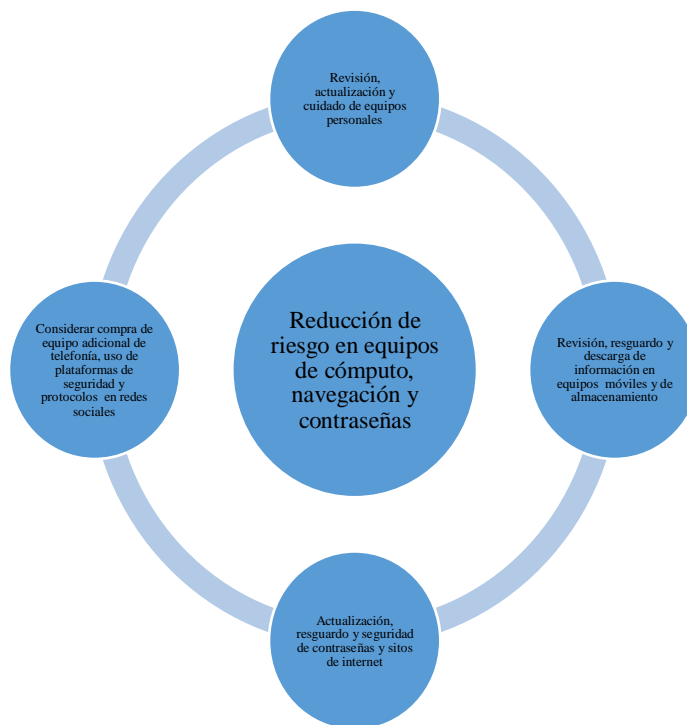 Revisión,
actualización y
cuidado de equipos
personales
Reducción de
riesgo en equipos
de cómputo,
navegación y
contraseñas
Revisión, resguardo y
descarga de
información en
equipos móviles y de
almacenamiento
Actualización,
resguardo y seguridad
de contraseñas y sitos
de internet
Considerar compra de
equipo adicional de
telefonía, uso de
plataformas de
seguridad y
protocolos en redes
sociales